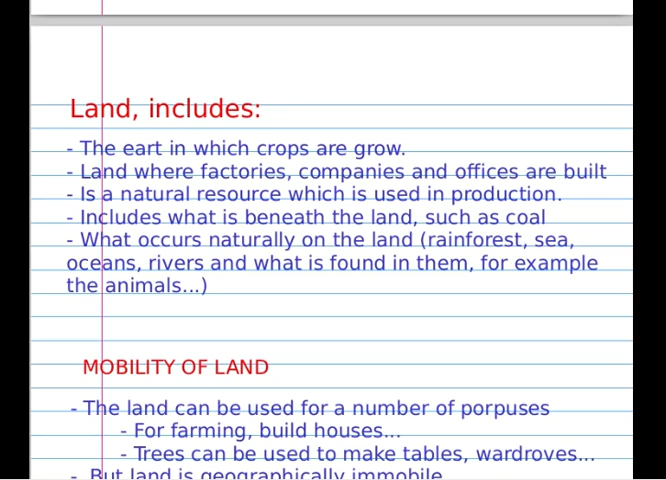 Land, includes:
- The eart in which crops are grow.
- Land where factories, companies and offices are built
- Is a natural resource which is used in production.
- Includes what is beneath the land, such as coal
- What occurs naturally on the land (rainforest, sea,
oceans, rivers and what is found in them, for example
the animals...)
MOBILITY OF LAND
- The land can be used for a number of porpuses
- For farming, build houses...
- Trees can be used to make tables, wardroves...
- But land is geographically immobile